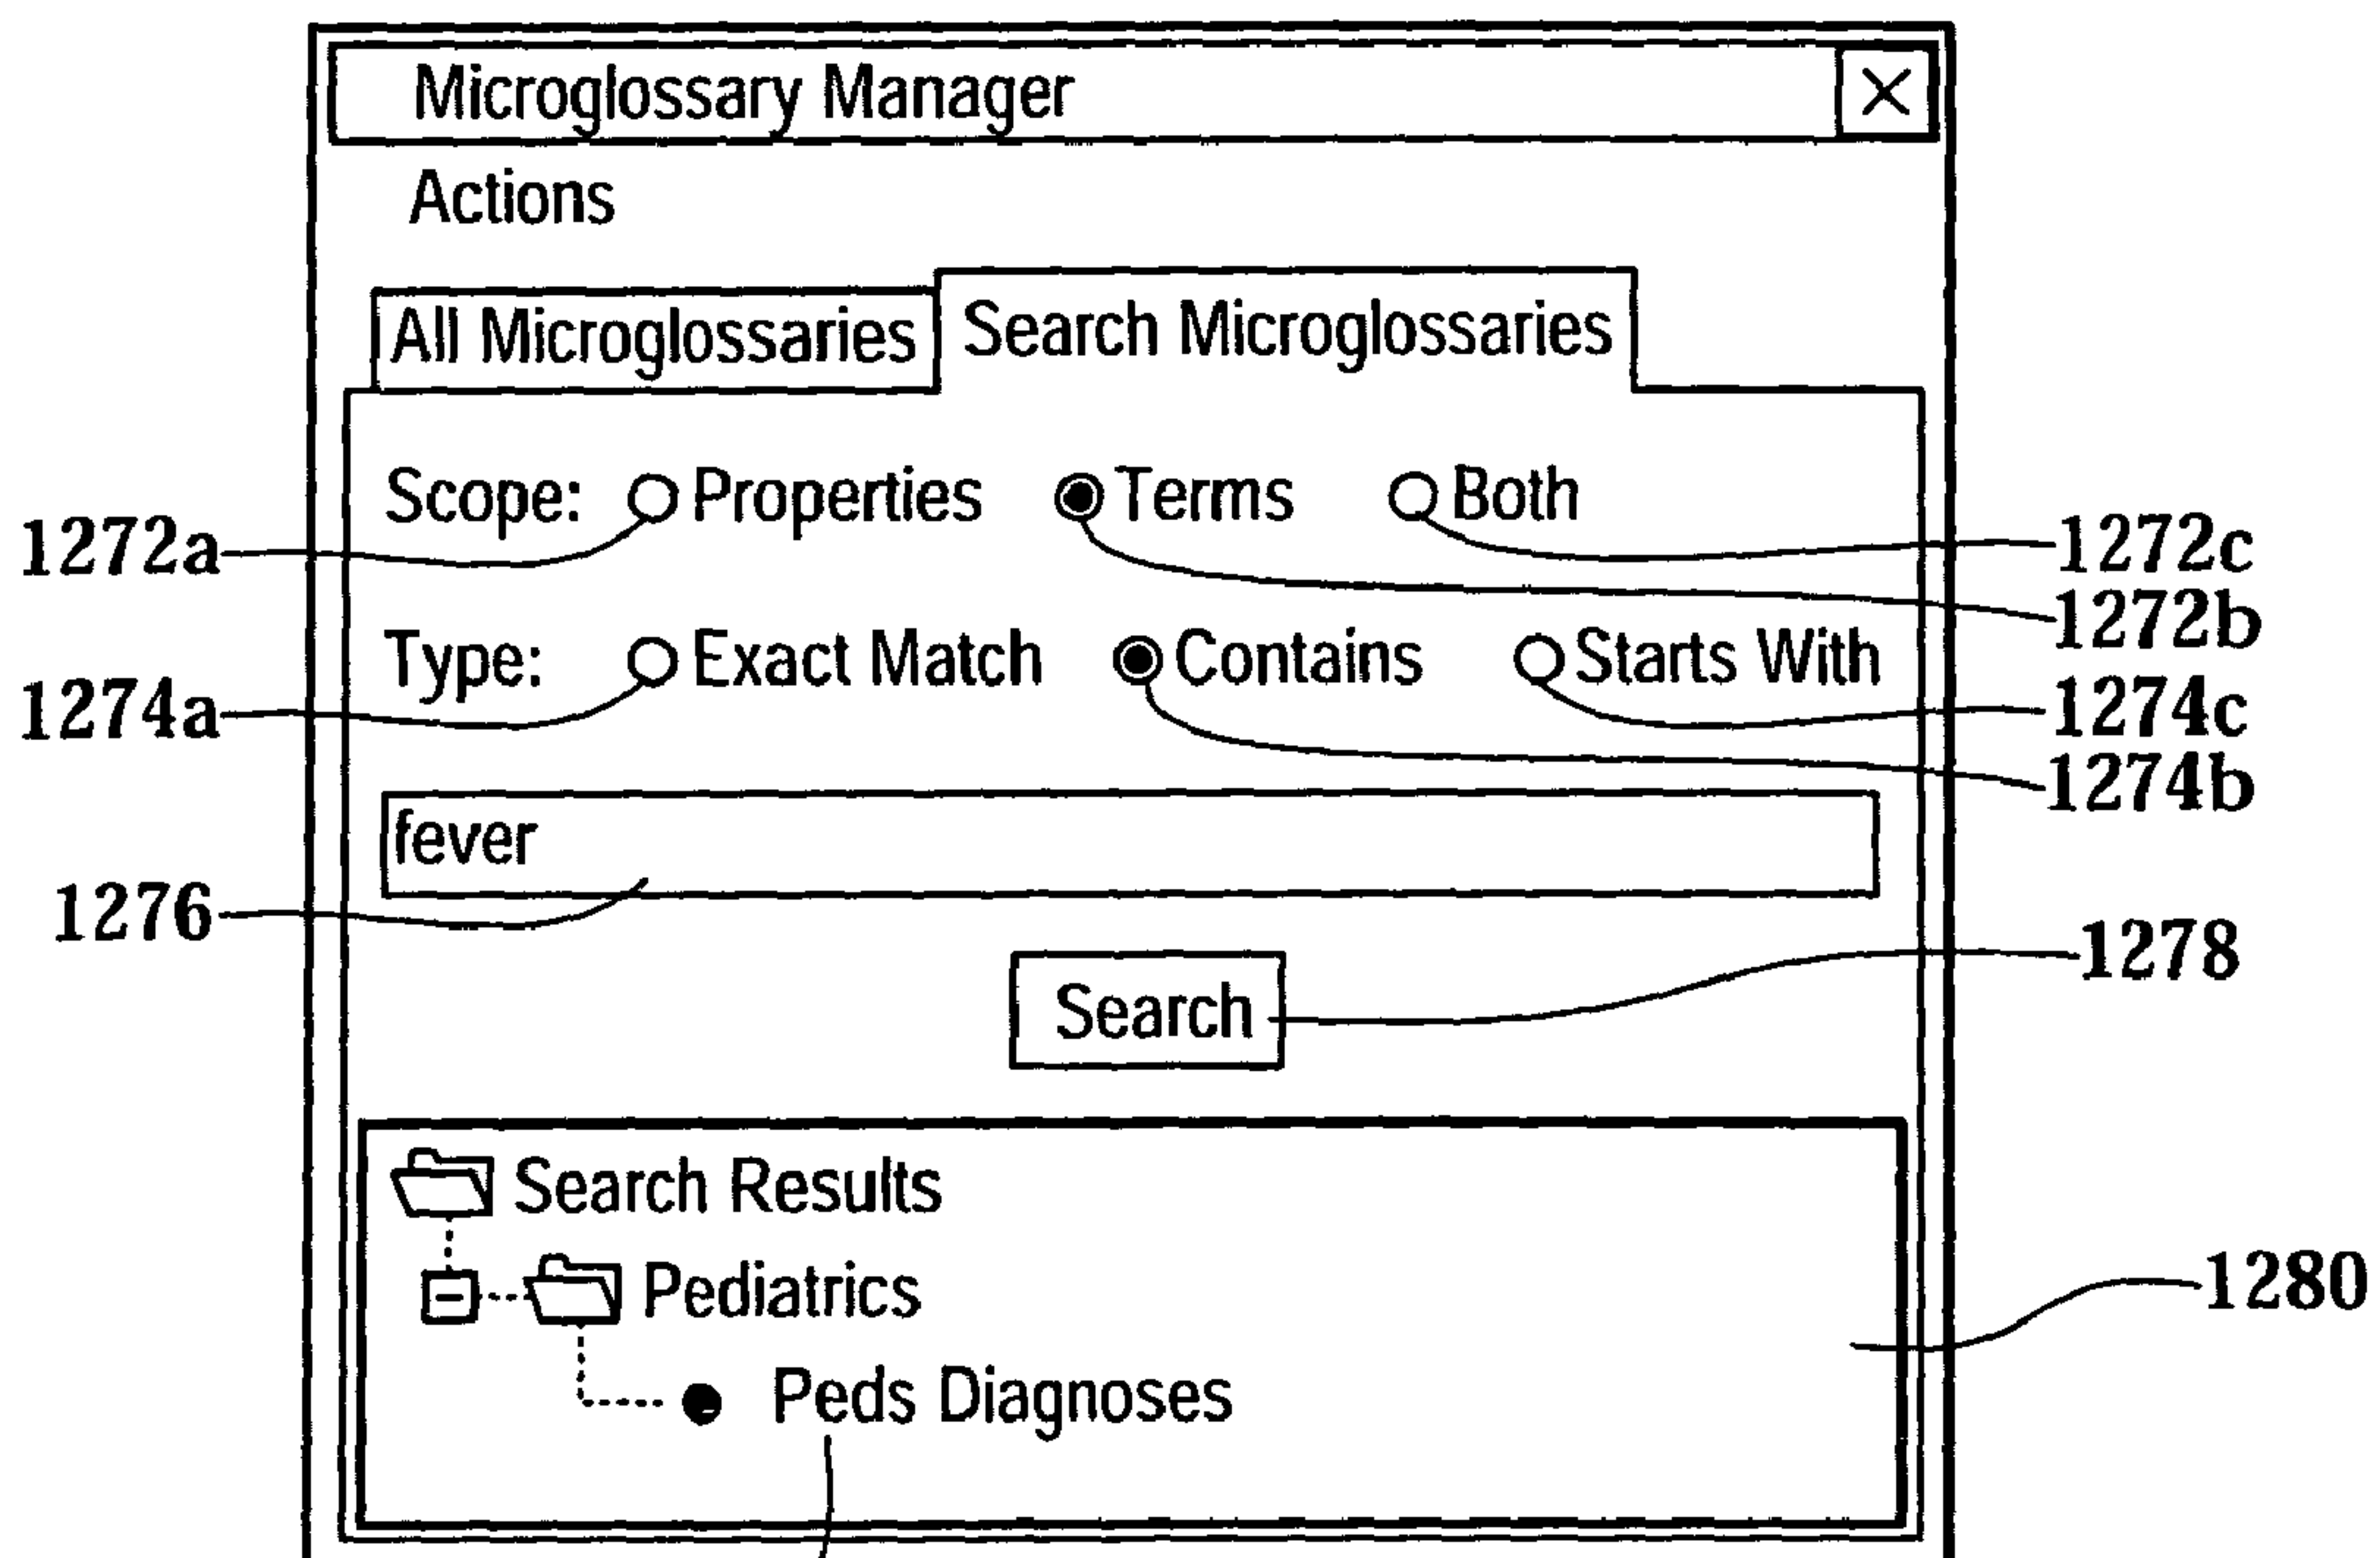 Microglossary Manager
Actions
All Microglossaries Search Microglossaries
Scope: Properties Terms Both
1272a 1272c
1272b
Type: Exact Match Contains Starts With
1274a 1274c
1274b
fever
1276
1278
Search
Search Results
Pediatrics
1280
Peds Diagnoses